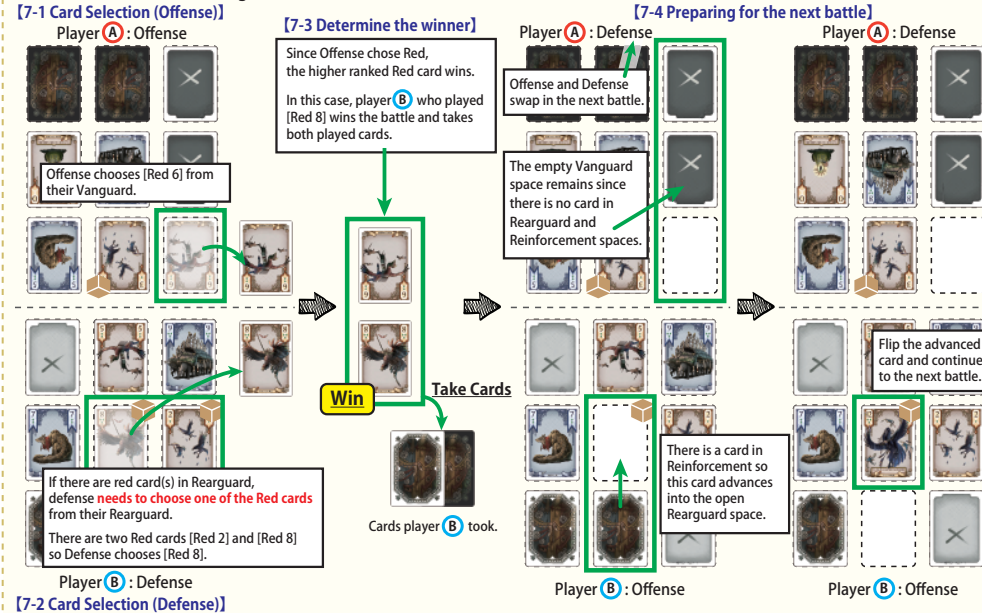 【7-1 Card Selection (Offense)】
Player A : Offense
Offense chooses [Red 6] from
their Vanguard.
【7-3 Determine the winner】
Since Offense chose Red,
the higher ranked Red card wins.
In this case, player B who played
[Red 8] wins the battle and takes
both played cards.
Win
Take Cards
Cards player B took.
If there are red card(s) in Rearguard,
defense needs to choose one of the Red cards
from their Rearguard.
There are two Red cards [Red 2] and [Red 8]
so Defense chooses [Red 8].
Player B : Defense
【7-2 Card Selection (Defense)】
【7-4 Preparing for the next battle】
Player A : Defense
Offense and Defense
swap in the next battle.
The empty Vanguard
space remains since
there is no card in
Rearguard and
Reinforcement spaces.
There is a card in
Reinforcement so
this card advances
into the open
Rearguard space.
Player B : Offense
Player A : Defense
Flip the advanced
card and continue
to the next battle.
Player B : Offense